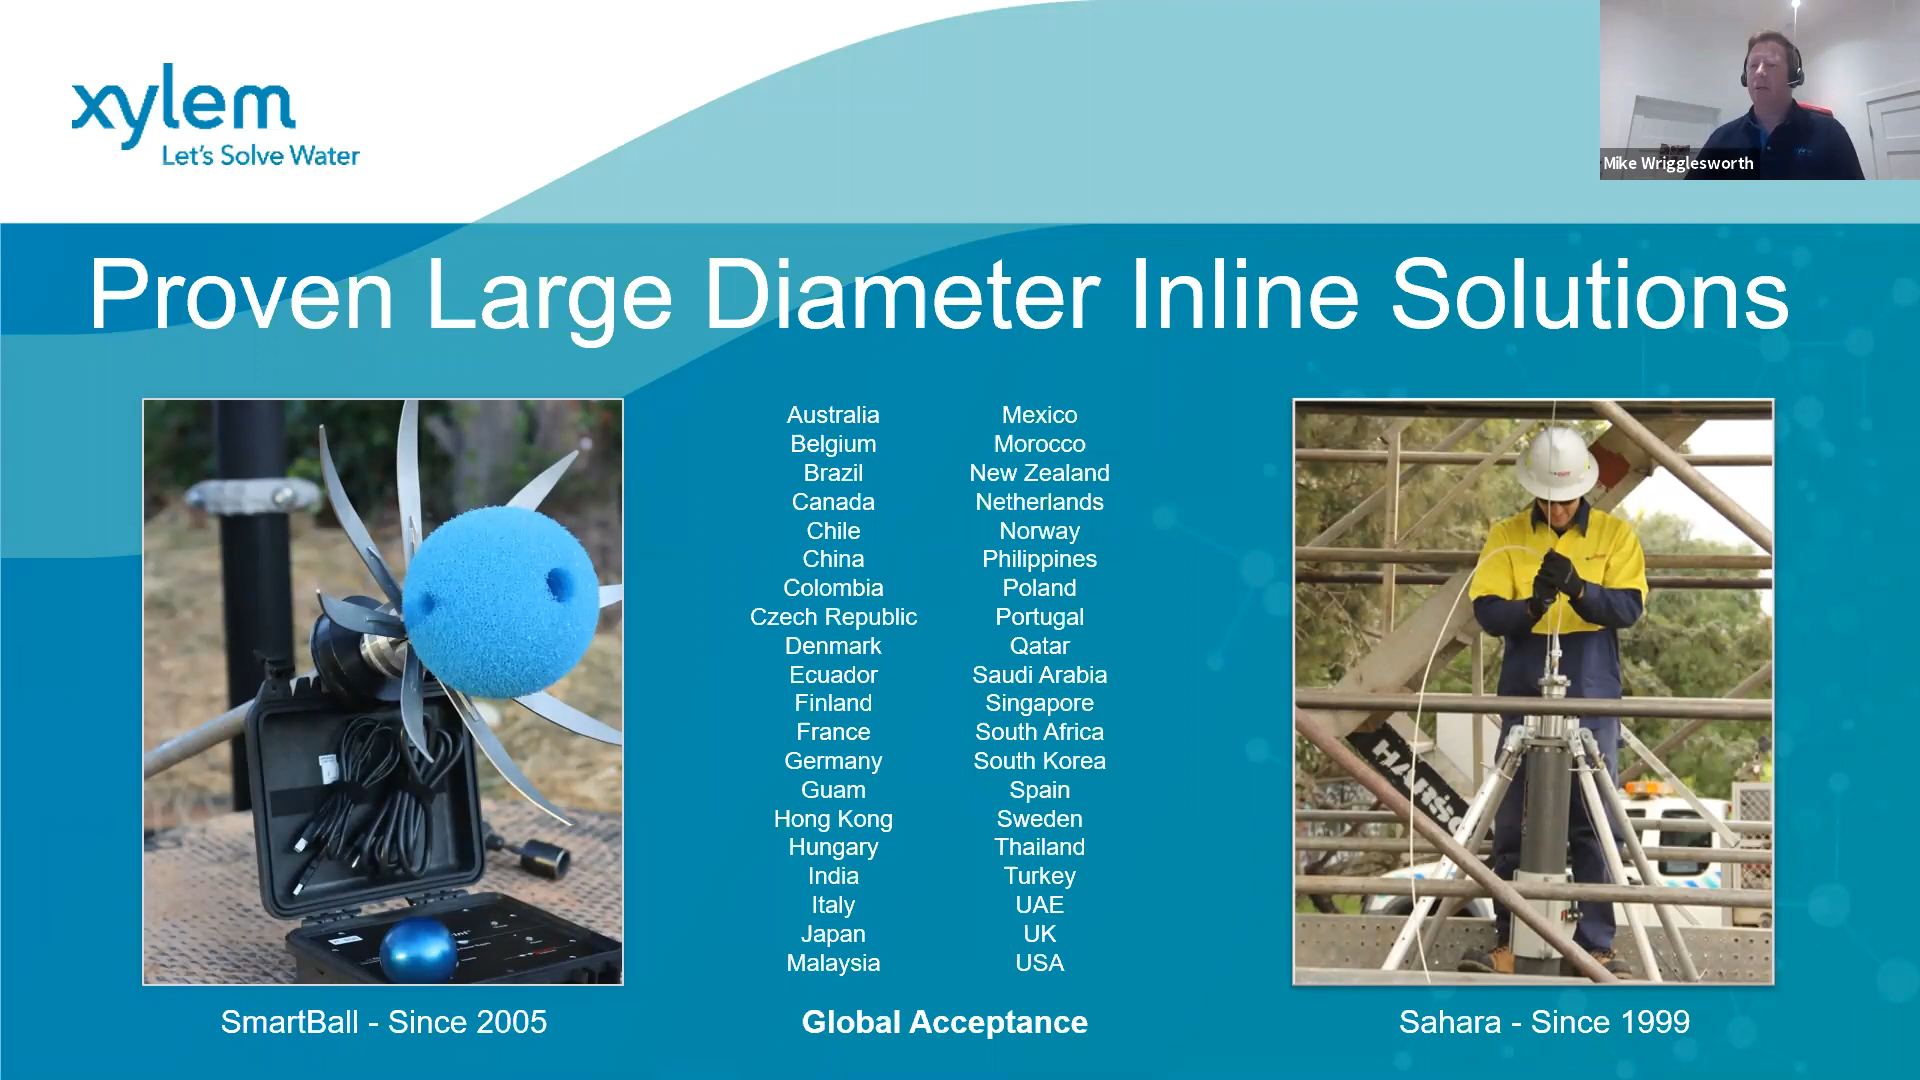 xylem
Let's Solve Water
Mike Wrigglesworth
Proven Large Diameter Inline Solutions
Australia
Belgium
Brazil
Canada
Chile
China
Colombia
Czech Republic
Denmark
Ecuador
Finland
France
Germany
Guam
Hong Kong
Hungary
India
Italy
Japan
Malaysia
Mexico
Morocco
New Zealand
Netherlands
Norway
Philippines
Poland
Portugal
Qatar
Saudi Arabia
Singapore
South Africa
South Korea
Spain
Sweden
Thailand
Turkey
UAE
UK
USA
SmartBall - Since 2005
Global Acceptance
Sahara - Since 1999